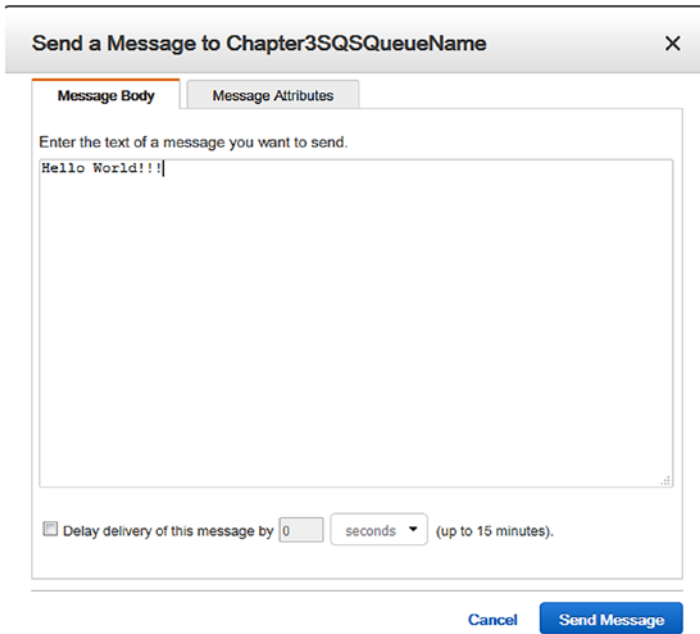 Send a Message to Chapter3SQSQueueName
Message Body Message Attributes
Enter the text of a message you want to send.
Hello World!!!
Delay delivery of this message by 0 seconds (up to 15 minutes).
Cancel Send Message